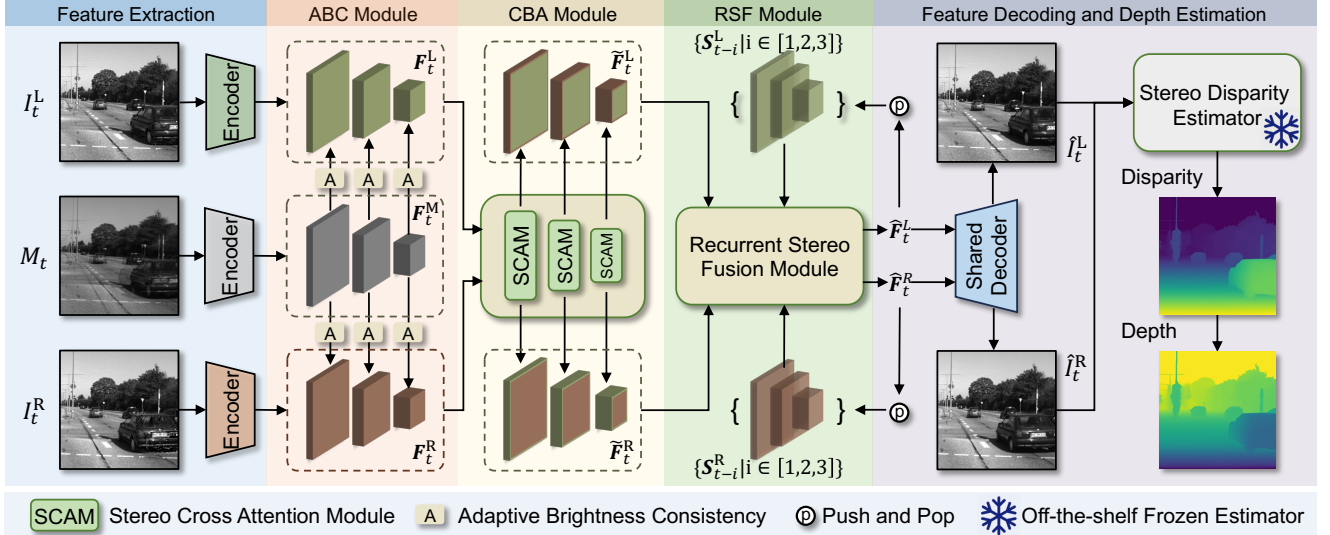 Feature Extraction
ABC Module
CBA Module
RSF Module
Feature Decoding and Depth Estimation
I_t^L
Encoder
F_t^L
F̃_t^L
{S_{t-i}^L|i ∈ [1,2,3]}
{ }
p
Î_t^L
Stereo Disparity
Estimator
A A A
Disparity
M_t
Encoder
F_t^M
SCAM
SCAM
SCAM
Recurrent Stereo
Fusion Module
F̂_t^L
F̂_t^R
Shared
Decoder
A A A
Depth
I_t^R
Encoder
F_t^R
F̃_t^R
{ }
{S_{t-i}^R|i ∈ [1,2,3]}
p
Î_t^R
SCAM Stereo Cross Attention Module A Adaptive Brightness Consistency p Push and Pop Off-the-shelf Frozen Estimator